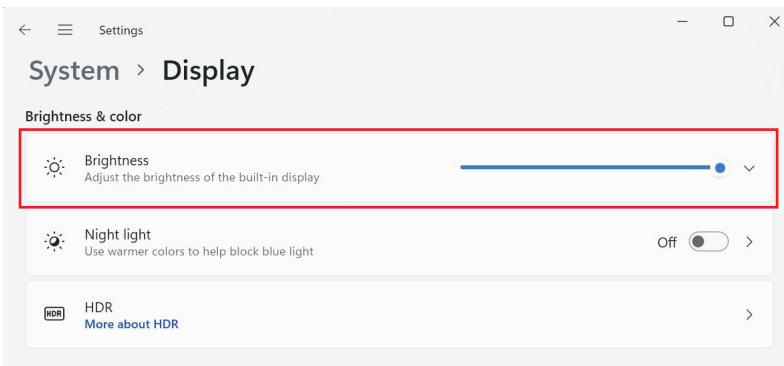 Settings
System > Display
Brightness & color
Brightness
Adjust the brightness of the built-in display
Night light
Use warmer colors to help block blue light
Off
HDR
HDR
More about HDR